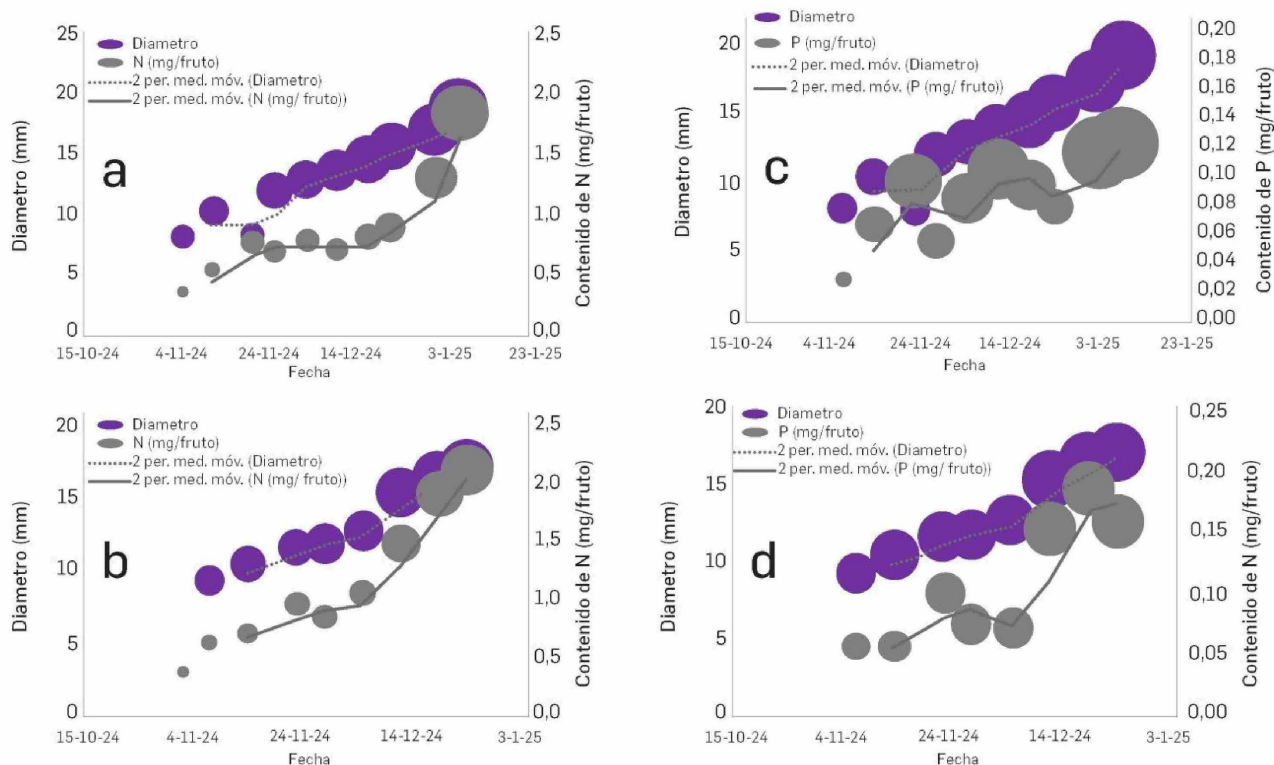 a
Diametro
N (mg/fruto)
2 per. med. móv. (Diametro)
2 per. med. móv. (N (mg/ fruto))
Diametro (mm)
25
20
15
10
5
0
Contenido de N (mg/fruto)
2,5
2,0
1,5
1,0
0,5
0,0
15-10-24 4-11-24 24-11-24 14-12-24 3-1-25 23-1-25
Fecha
c
Diametro
P (mg/fruto)
2 per. med. móv. (Diametro)
2 per. med. móv. (P (mg/ fruto))
Diametro (mm)
20
15
10
5
0
Contenido de P (mg/fruto)
0,20
0,18
0,16
0,14
0,12
0,10
0,08
0,06
0,04
0,02
0,00
15-10-24 4-11-24 24-11-24 14-12-24 3-1-25 23-1-25
Fecha
b
Diametro
N (mg/fruto)
2 per. med. móv. (Diametro)
2 per. med. móv. (N (mg/ fruto))
Diametro (mm)
20
15
10
5
0
Contenido de N (mg/fruto)
2,5
2,0
1,5
1,0
0,5
0,0
15-10-24 4-11-24 24-11-24 14-12-24 3-1-25
Fecha
d
Diametro
P (mg/fruto)
2 per. med. móv. (Diametro)
2 per. med. móv. (P (mg/ fruto))
Diametro (mm)
20
15
10
5
0
Contenido de N (mg/fruto)
0,25
0,20
0,15
0,10
0,05
0,00
15-10-24 4-11-24 24-11-24 14-12-24 3-1-25
Fecha